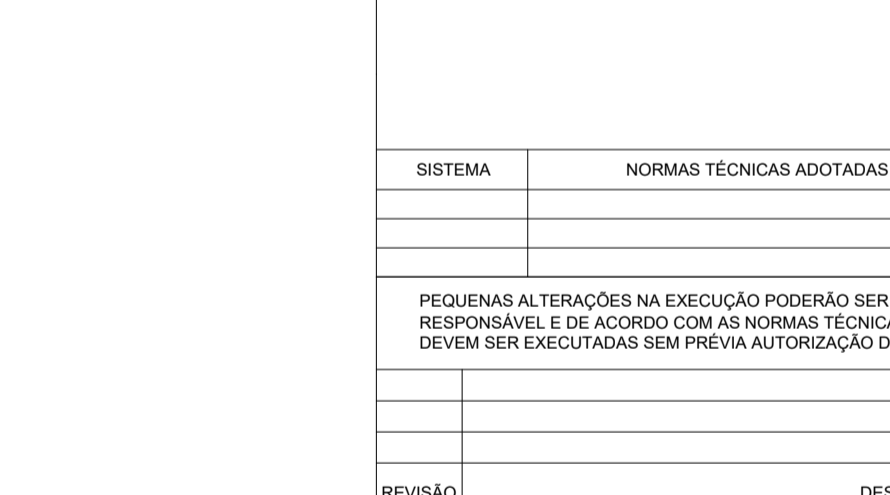 SISTEMA NORMAS TÉCNICAS ADOTADAS
PEQUENAS ALTERAÇÕES NA EXECUÇÃO PODERÃO SER
RESPONSÁVEL E DE ACORDO COM AS NORMAS
DEVEM SER EXECUTADAS SEM PRÉVIA AUTORIZAÇÃO
REVISÃO